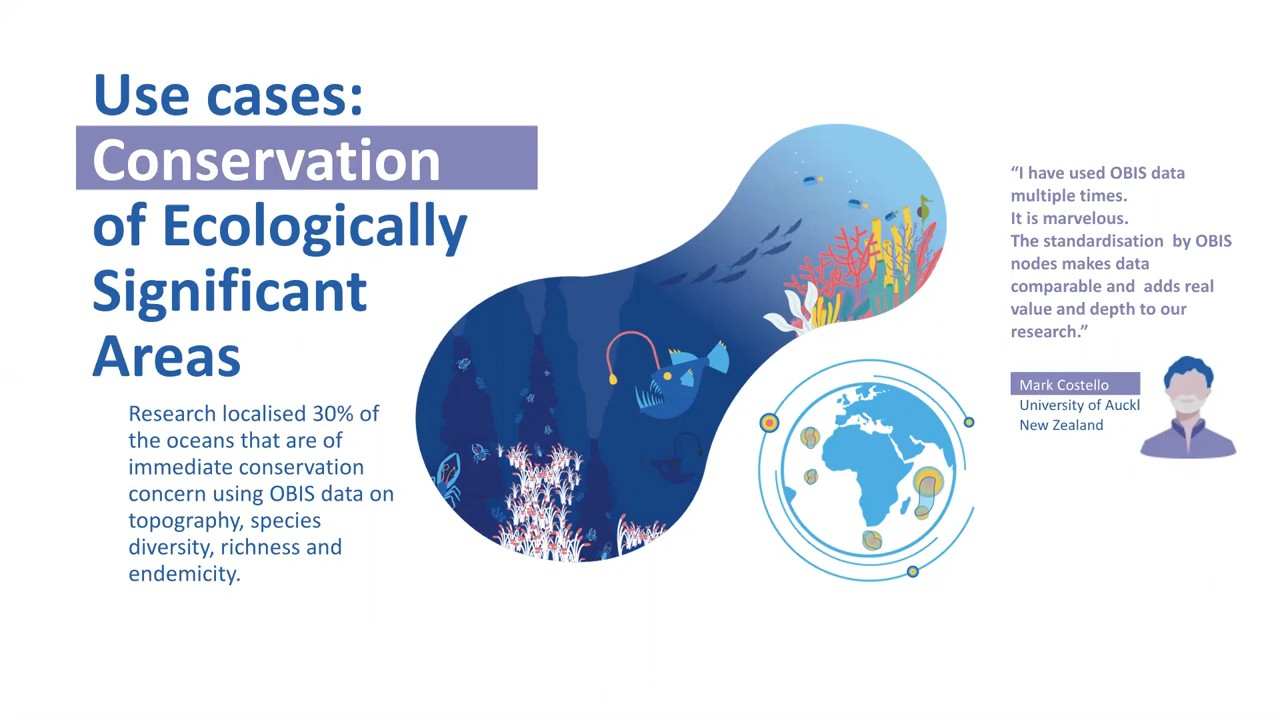 Use cases:
Conservation
of Ecologically
Significant
Areas
Research localised 30% of
the oceans that are of
immediate conservation
concern using OBIS data on
topography, species
diversity, richness and
endemicity.
“I have used OBIS data
multiple times.
It is marvelous.
The standardisation by OBIS
nodes makes data
comparable and adds real
value and depth to our
research.”
Mark Costello
University of Auckl
New Zealand